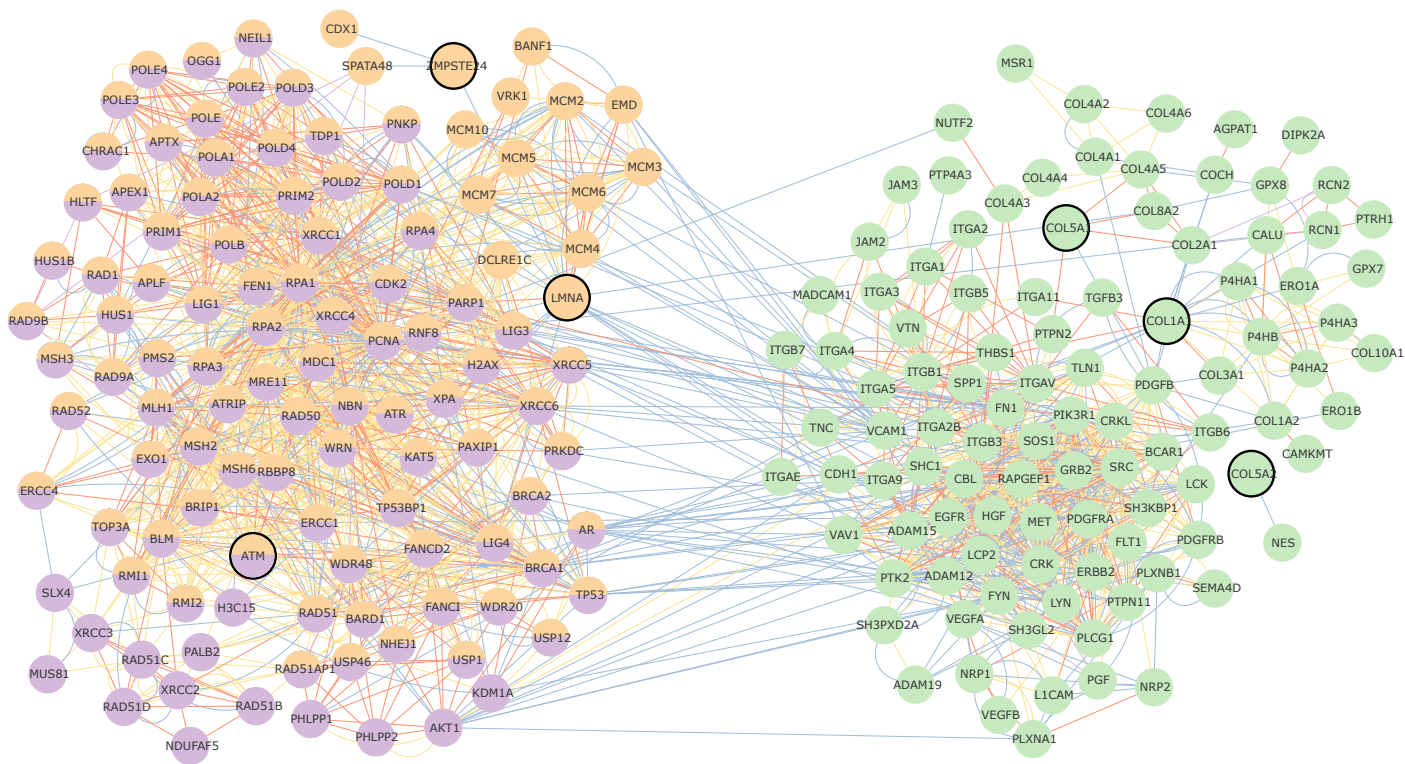 CDX1
NEIL1
BANF1
OGG1
SPATA48
ZMPSTE24
MSR1
POLE4
POLE2
POLD3
VRK1
MCM2
EMD
COL4A2
COL4A6
POLE3
POLE
PNKP
MCM10
NUTF2
AGPAT1
DIPK2A
APTX
TDP1
CHRAC1
POLA1
POLD4
MCM5
MCM3
COL4A1
COL4A5
COCH
JAM3
PTP4A3
COL4A4
GPX8
RCN2
HLTF
APEX1
POLA2
PRIM2
POLD2
POLD1
MCM7
MCM6
COL4A3
COL8A2
PTRH1
PRIM1
POLB
XRCC1
RPA4
MCM4
JAM2
ITGA2
COL5A1
COL2A1
CALU
RCN1
HUS1B
RAD1
APLF
FEN1
RPA1
CDK2
DCLRE1C
ITGA1
GPX7
RAD9B
HUS1
LIG1
XRCC4
PARP1
LMNA
MADCAM1
ITGA3
ITGB5
ITGA11
TGFB3
P4HA1
ERO1A
RPA2
PCNA
RNF8
LIG3
VTN
PTPN2
COL1A1
P4HB
P4HA3
MSH3
PMS2
RPA3
MDC1
H2AX
XRCC5
ITGB7
ITGA4
THBS1
COL10A1
RAD9A
MRE11
ITGA5
ITGB1
SPP1
ITGAV
TLN1
PDGFB
COL3A1
P4HA2
RAD52
MLH1
ATRIP
RAD50
NBN
ATR
XPA
XRCC6
TNC
VCAM1
ITGA2B
FN1
PIK3R1
CRKL
ITGB6
COL1A2
ERO1B
EXO1
MSH2
WRN
PAXIP1
PRKDC
ITGB3
SOS1
BCAR1
CAMKMT
ERCC4
MSH6
RBBP8
KAT5
ITGAE
CDH1
ITGA9
SHC1
CBL
RAPGEF1
GRB2
SRC
LCK
COL5A2
TOP3A
BRIP1
ERCC1
TP53BP1
BRCA2
VAV1
ADAM15
EGFR
HGF
MET
PDGFRA
SH3KBP1
BLM
ATM
WDR48
FANCD2
LIG4
AR
LCP2
CRK
FLT1
PDGFRB
NES
RMI1
BRCA1
PTK2
ADAM12
ERBB2
PLXNB1
SLX4
RMI2
H3C15
RAD51
BARD1
FANCI
WDR20
TP53
FYN
LYN
PTPN11
SEMA4D
XRCC3
PALB2
NHEJ1
USP12
SH3PXD2A
VEGFA
SH3GL2
PLCG1
MUS81
RAD51C
RAD51AP1
USP46
USP1
XRCC2
KDM1A
ADAM19
NRP1
L1CAM
PGF
NRP2
RAD51D
RAD51B
PHLPP1
AKT1
VEGFB
NDUFAF5
PHLPP2
PLXNA1